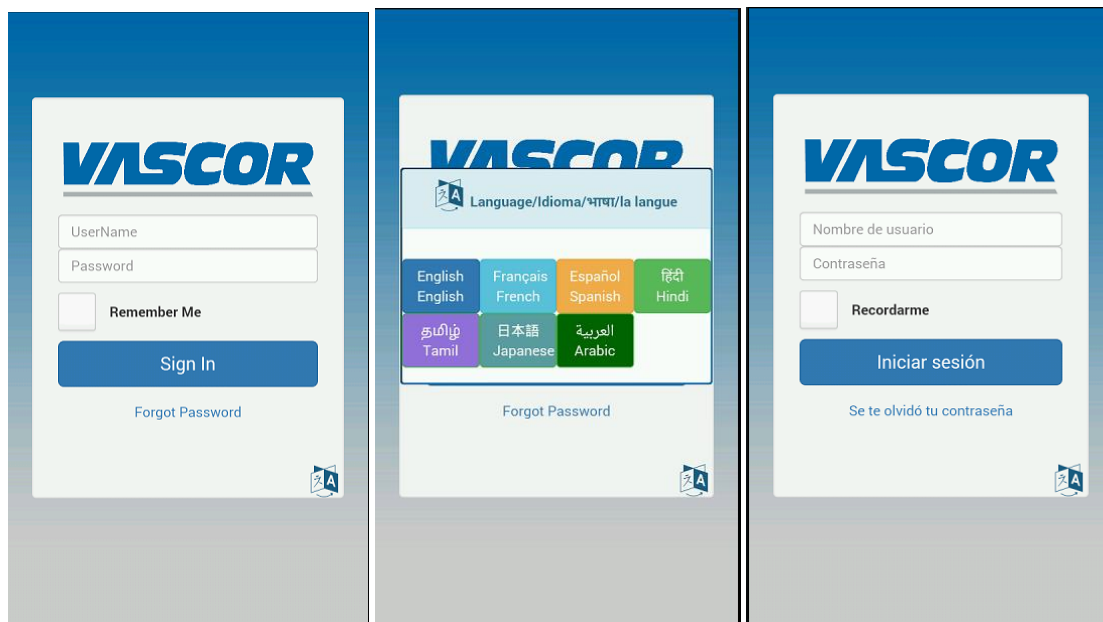 VASCOR
UserName
Password
Remember Me
Sign In
Forgot Password
A
VASCOR
A Language/Idioma/भाषा/la langue
English
English
Français
French
Español
Spanish
हिंदी
Hindi
தமிழ்
Tamil
日本語
Japanese
العربية
Arabic
Forgot Password
A
VASCOR
Nombre de usuario
Contraseña
Recordarme
Iniciar sesión
Se te olvidó tu contraseña
A